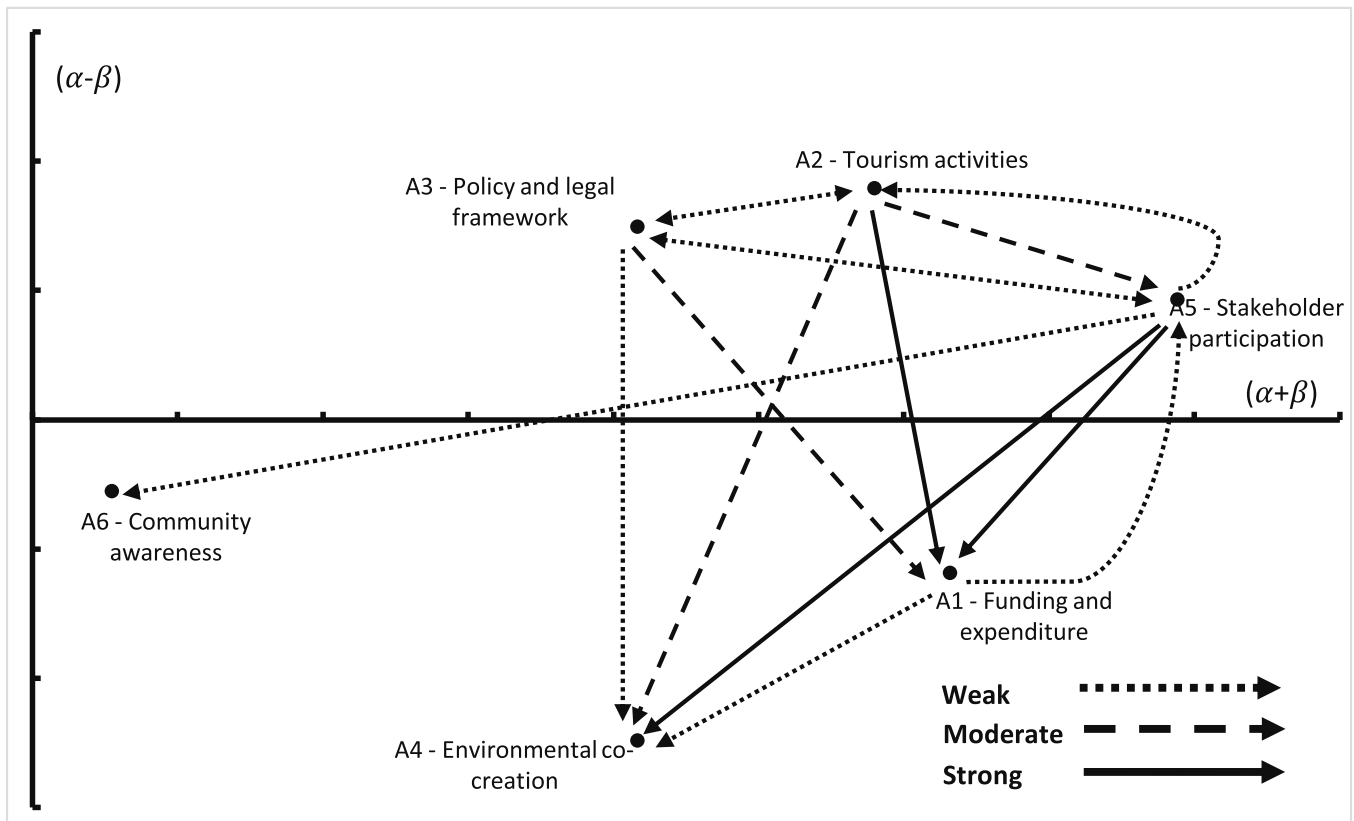 (α-β)
A2 - Tourism activities
A3 - Policy and legal
framework
A5 - Stakeholder
participation
(α+β)
A6 - Community
awareness
A1 - Funding and
expenditure
A4 - Environmental co-
creation
Weak
Moderate
Strong